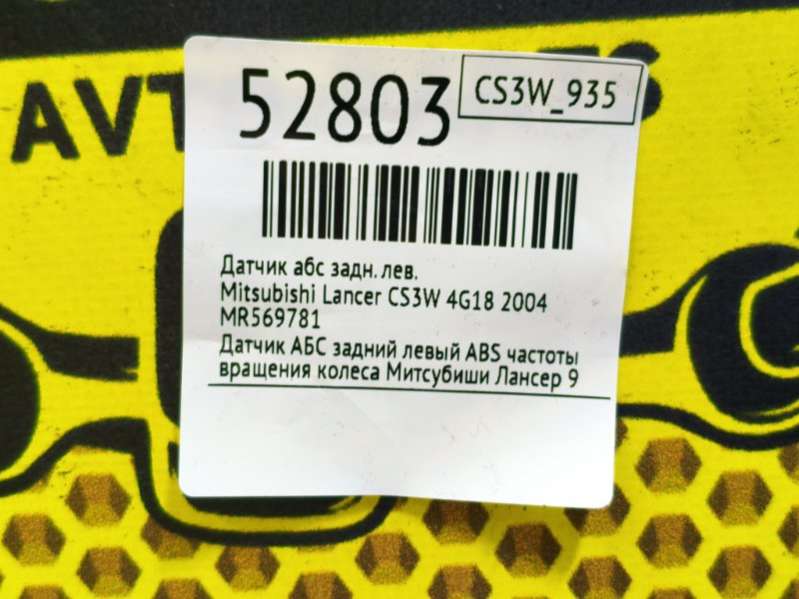 AVT
52803
CS3W_935
Датчик абс задн. лев.
Mitsubishi Lancer CS3W 4G18 2004
MR569781
Датчик АБС задний левый ABS частоты
вращения колеса Митсубиши Лансер 9